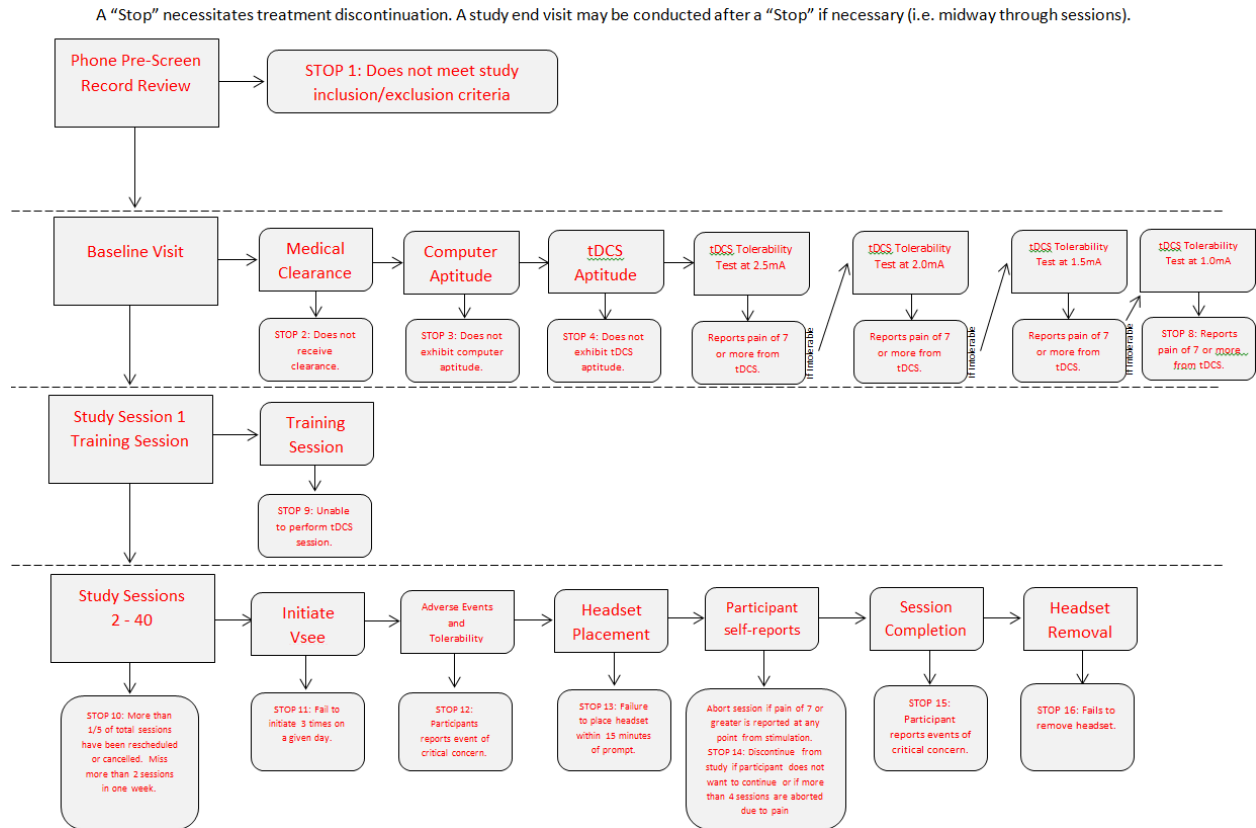 A “Stop” necessitates treatment discontinuation. A study end visit may be conducted after a “Stop” if necessary (i.e. midway through sessions).
Phone Pre-Screen
Record Review
STOP 1: Does not meet study
inclusion/exclusion criteria
Baseline Visit
Medical
Clearance
Computer
Aptitude
tDCS
Aptitude
tDCS Tolerability
Test at 2.5mA
tDCS Tolerability
Test at 2.0mA
tDCS Tolerability
Test at 1.5mA
tDCS Tolerability
Test at 1.0mA
STOP 2: Does not
receive
clearance.
STOP 3: Does not
exhibit computer
aptitude.
STOP 4: Does not
exhibit tDCS
aptitude.
Reports pain of 7
or more from
tDCS.
If Intolerable
Reports pain of 7
or more from
tDCS.
If Intolerable
Reports pain of 7
or more from
tDCS.
If Intolerable
STOP 8: Reports
pain of 7 or more
from tDCS.
Study Session 1
Training Session
Training
Session
STOP 9: Unable
to perform tDCS
session.
Study Sessions
2 - 40
Initiate
Vsee
Adverse Events
and
Tolerability
Headset
Placement
Participant
self-reports
Session
Completion
Headset
Removal
STOP 10: More than
1/5 of total sessions
have been rescheduled
or cancelled. Miss
more than 2 sessions
in one week.
STOP 11: Fail to
initiate 3 times on
a given day.
STOP 12:
Participants
reports event of
critical concern.
STOP 13: Failure
to place headset
within 15 minutes
of prompt.
Abort session if pain of 7 or
greater is reported at any
point from stimulation.
STOP 14: Discontinue from
study if participant does not
want to continue or if more
than 4 sessions are aborted
due to pain
STOP 15:
Participant
reports events of
critical concern.
STOP 16: Fails to
remove headset.